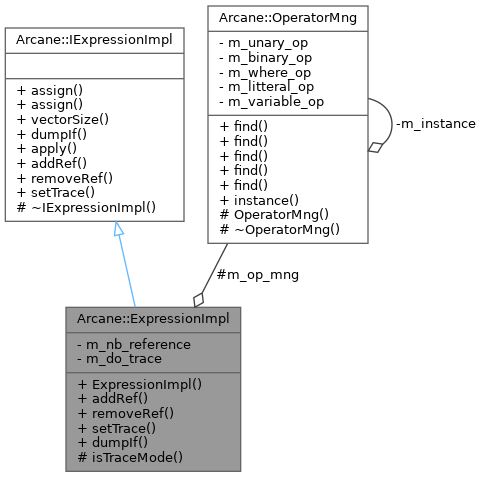 Arcane::IExpressionImpl
+ assign()
+ assign()
+ vectorSize()
+ dumpIf()
+ apply()
+ addRef()
+ removeRef()
+ setTrace()
# ~IExpressionImpl()
Arcane::OperatorMng
- m_unary_op
- m_binary_op
- m_where_op
- m_litteral_op
- m_variable_op
+ find()
+ find()
+ find()
+ find()
+ find()
+ instance()
# OperatorMng()
# ~OperatorMng()
-m_instance
#m_op_mng
Arcane::ExpressionImpl
- m_nb_reference
- m_do_trace
+ ExpressionImpl()
+ addRef()
+ removeRef()
+ setTrace()
+ dumpIf()
# isTraceMode()